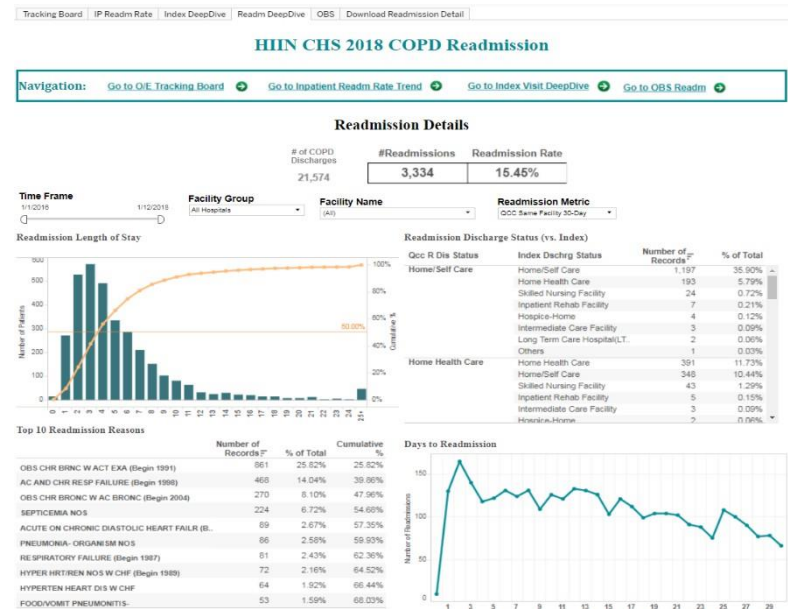 Tracking Board IP Readm Rate Index DeepDive Readm DeepDive OBS Download Readmission Detail
HIIN CHS 2018 COPD Readmission
Navigation: Go to O/E Tracking Board Go to Inpatient Readm Rate Trend Go to Index Visit DeepDive Go to OBS Readm
Readmission Details
# of COPD Discharges #Readmissions Readmission Rate
21,574 3,334 15.45%
Time Frame Facility Group Facility Name Readmission Metric
1/1/2018 1/12/2018 All Hospitals (All) QCC Same Facility 30-Day
Readmission Length of Stay
600
500
400
300
200
100
0
Number of Patients
100%
80%
60%
40%
20%
0%
Cumulative %
50.00%
0 1 2 3 4 5 6 7 8 9 10 11 12 13 14 15 16 17 18 19 20 21 22 23 24 25+
Readmission Discharge Status (vs. Index)
Qcc R Dis Status Index Dschrg Status Number of Records % of Total
Home/Self Care Home/Self Care 1,197 35.90%
Home Health Care 193 5.79%
Skilled Nursing Facility 24 0.72%
Inpatient Rehab Facility 7 0.21%
Hospice-Home 4 0.12%
Intermediate Care Facility 3 0.09%
Long Term Care Hospital(LT.. 2 0.06%
Others 1 0.03%
Home Health Care Home Health Care 391 11.73%
Home/Self Care 348 10.44%
Skilled Nursing Facility 43 1.29%
Inpatient Rehab Facility 5 0.15%
Intermediate Care Facility 3 0.09%
Hospice-Home 2 0.06%
Top 10 Readmission Reasons
Number of Records % of Total Cumulative %
OBS CHR BRNC W ACT EXA (Begin 1991) 861 25.82% 25.82%
AC AND CHR RESP FAILURE (Begin 1998) 468 14.04% 39.86%
OBS CHR BRONC W AC BRONC (Begin 2004) 270 8.10% 47.96%
SEPTICEMIA NOS 224 6.72% 54.68%
ACUTE ON CHRONIC DIASTOLIC HEART FAILR (B.. 89 2.67% 57.35%
PNEUMONIA- ORGANISM NOS 86 2.58% 59.93%
RESPIRATORY FAILURE (Begin 1987) 81 2.43% 62.36%
HYPER HRT/REN NOS W CHF (Begin 1989) 72 2.16% 64.52%
HYPERTEN HEART DIS W CHF 64 1.92% 66.44%
FOOD/VOMIT PNEUMONITIS- 53 1.59% 68.03%
Days to Readmission
150
100
50
0
Number of Readmissions
1 3 5 7 9 11 13 15 17 19 21 23 25 27 29